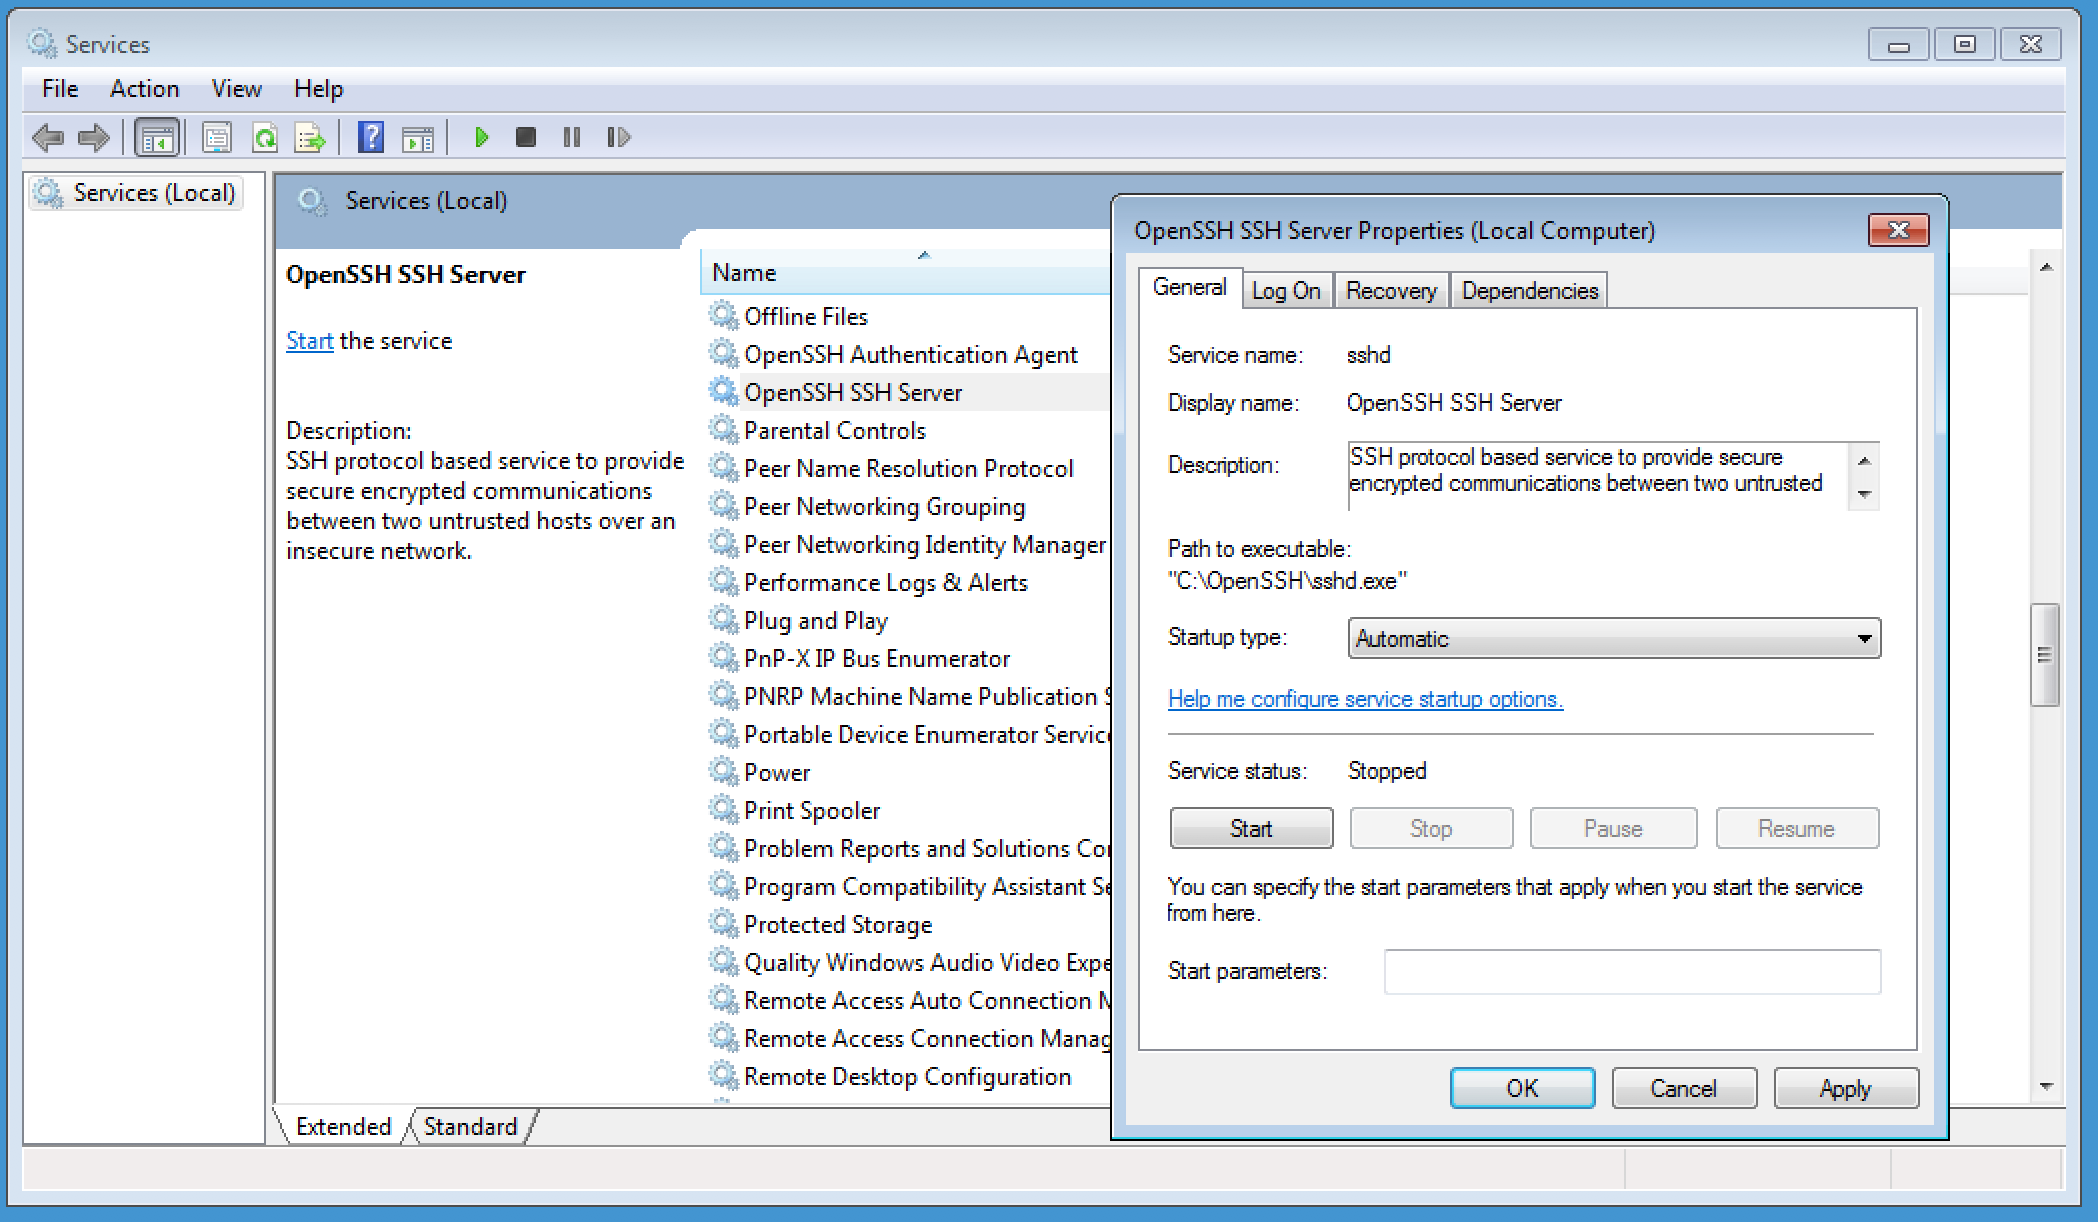 Services
File Action View Help
Services (Local)
Services (Local)
OpenSSH SSH Server
Start the service
Description:
SSH protocol based service to provide
secure encrypted communications
between two untrusted hosts over an
insecure network.
Name
Offline Files
OpenSSH Authentication Agent
OpenSSH SSH Server
Parental Controls
Peer Name Resolution Protocol
Peer Networking Grouping
Peer Networking Identity Manager
Performance Logs & Alerts
Plug and Play
PnP-X IP Bus Enumerator
PNRP Machine Name Publication
Portable Device Enumerator Servic
Power
Print Spooler
Problem Reports and Solutions Co
Program Compatibility Assistant Se
Protected Storage
Quality Windows Audio Video Expe
Remote Access Auto Connection
Remote Access Connection Manag
Remote Desktop Configuration
Extended Standard
OpenSSH SSH Server Properties (Local Computer)
General Log On Recovery Dependencies
Service name: sshd
Display name: OpenSSH SSH Server
Description: SSH protocol based service to provide secure
encrypted communications between two untrusted
Path to executable:
"C:\OpenSSH\sshd.exe"
Startup type: Automatic
Help me configure service startup options.
Service status: Stopped
Start Stop Pause Resume
You can specify the start parameters that apply when you start the service
from here.
Start parameters:
OK Cancel Apply